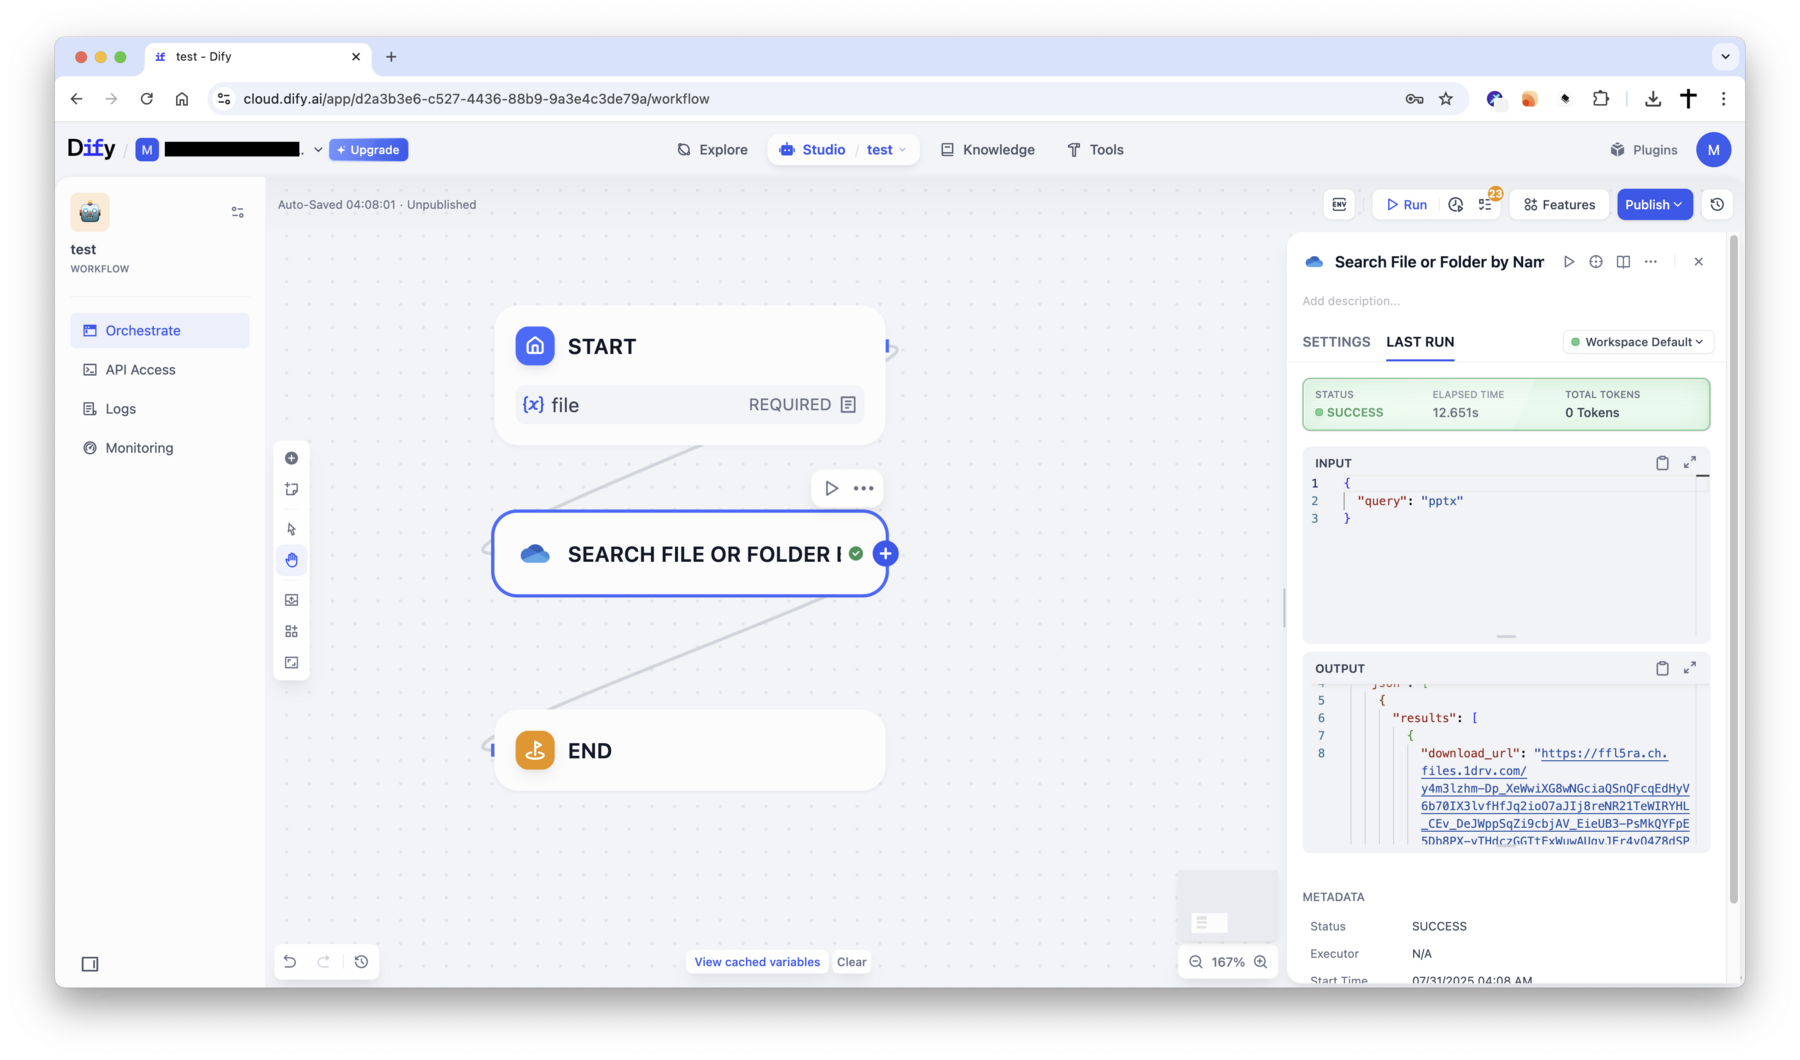 test - Dify
cloud.dify.ai/app/d2a3b3e6-c527-4436-88b9-9a3e4c3de79a/workflow
Dify / M . Upgrade
Explore
Studio / test
Knowledge
Tools
Plugins
M
test
WORKFLOW
Orchestrate
API Access
Logs
Monitoring
Auto-Saved 04:08:01 · Unpublished
ENV
Run
23
Features
Publish
START
{x} file REQUIRED
SEARCH FILE OR FOLDER
END
View cached variables
Clear
167%
Search File or Folder by Nam
Add description...
SETTINGS LAST RUN
Workspace Default
STATUS ELAPSED TIME TOTAL TOKENS
SUCCESS 12.651s 0 Tokens
INPUT
1 {
2 "query": "pptx"
3 }
OUTPUT
4 "json": [
5 {
6 "results": [
7 {
8 "download_url": "https://ffl5ra.ch.
files.1drv.com/
y4m3lzhm-Dp_XeWwiXG8wNGciaQSnQFcqEdHyV
6b70IX3lvfHfJq2ioO7aJIj8reNR21TeWIRYHL
_CEv_DeJWppSqZi9cbjAV_EieUB3-PsMkQYFpE
METADATA
Status SUCCESS
Executor N/A
Start Time 07/31/2025 04:08 AM